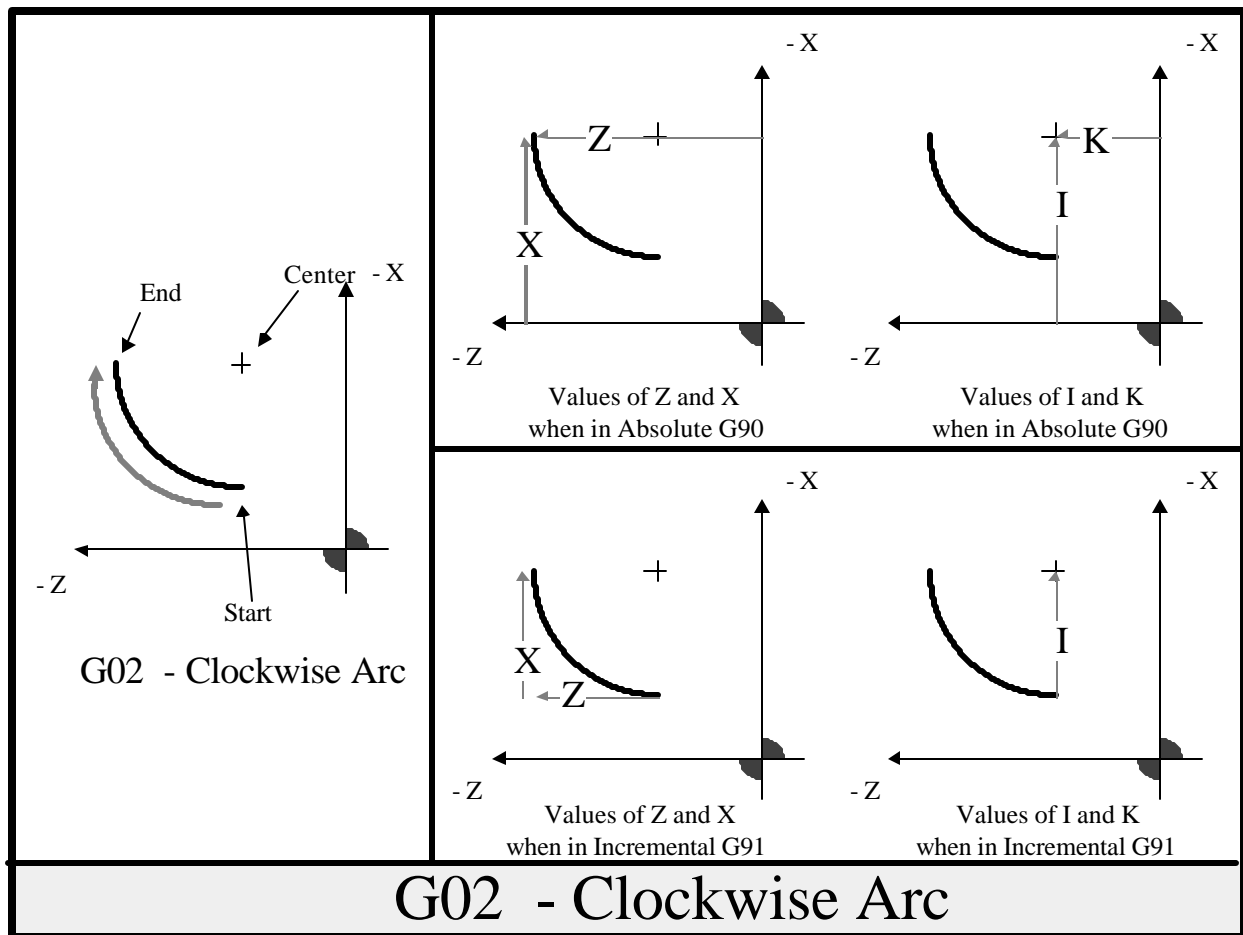 End
Center
- X
- Z
Start
G02 - Clockwise Arc
- X
Z
X
- Z
Values of Z and X
when in Absolute G90
- X
K
I
- Z
Values of I and K
when in Absolute G90
- X
X
Z
- Z
Values of Z and X
when in Incremental G91
- X
I
- Z
Values of I and K
when in Incremental G91
G02 - Clockwise Arc